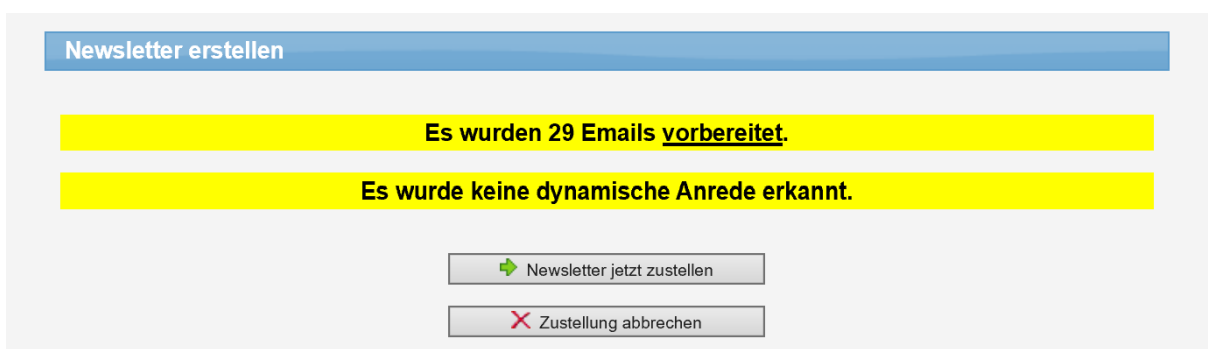 Newsletter erstellen
Es wurden 29 Emails vorbereitet.
Es wurde keine dynamische Anrede erkannt.
Newsletter jetzt zustellen
Zustellung abbrechen